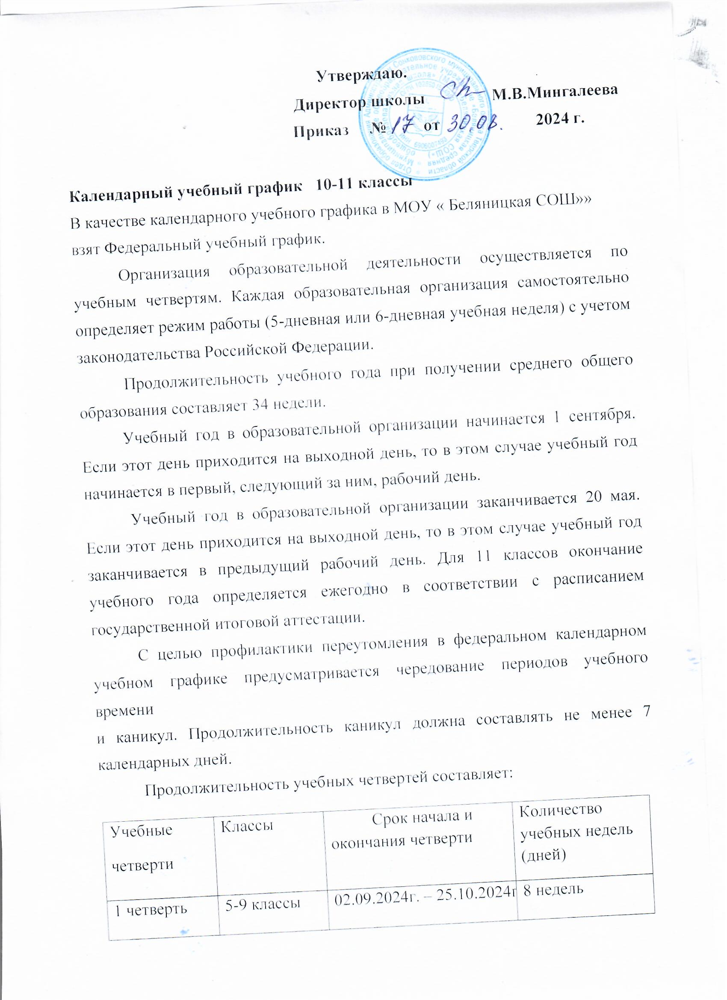 Утверждаю.
Директор школы М.В.Мингалеева
Приказ № 17 от 30.08. 2024 г.
Календарный учебный график 10-11 классы
В качестве календарного учебного графика в МОУ « Беляницкая СОШ»»
взят Федеральный учебный график.
Организация образовательной деятельности осуществляется по
учебным четвертям. Каждая образовательная организация самостоятельно
определяет режим работы (5-дневная или 6-дневная учебная неделя) с учетом
законодательства Российской Федерации.
Продолжительность учебного года при получении среднего общего
образования составляет 34 недели.
Учебный год в образовательной организации начинается 1 сентября.
Если этот день приходится на выходной день, то в этом случае учебный год
начинается в первый, следующий за ним, рабочий день.
Учебный год в образовательной организации заканчивается 20 мая.
Если этот день приходится на выходной день, то в этом случае учебный год
заканчивается в предыдущий рабочий день. Для 11 классов окончание
учебного года определяется ежегодно в соответствии с расписанием
государственной итоговой аттестации.
С целью профилактики переутомления в федеральном календарном
учебном графике предусматривается чередование периодов учебного
времени
и каникул. Продолжительность каникул должна составлять не менее 7
календарных дней.
Продолжительность учебных четвертей составляет:
Учебные
четверти
Классы
Срок начала и
окончания четверти
Количество
учебных недель
(дней)
1 четверть
5-9 классы
02.09.2024г. – 25.10.2024г
8 недель